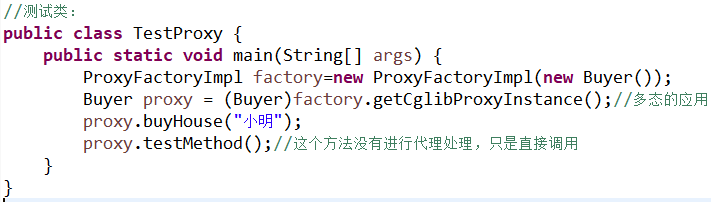 //测试类：
public class TestProxy {
    public static void main(String[] args) {
        ProxyFactoryImpl factory=new ProxyFactoryImpl(new Buyer());
        Buyer proxy = (Buyer)factory.getCglibProxyInstance();//多态的应用
        proxy.buyHouse("小明");
        proxy.testMethod();//这个方法没有进行代理处理，只是直接调用
    }
}